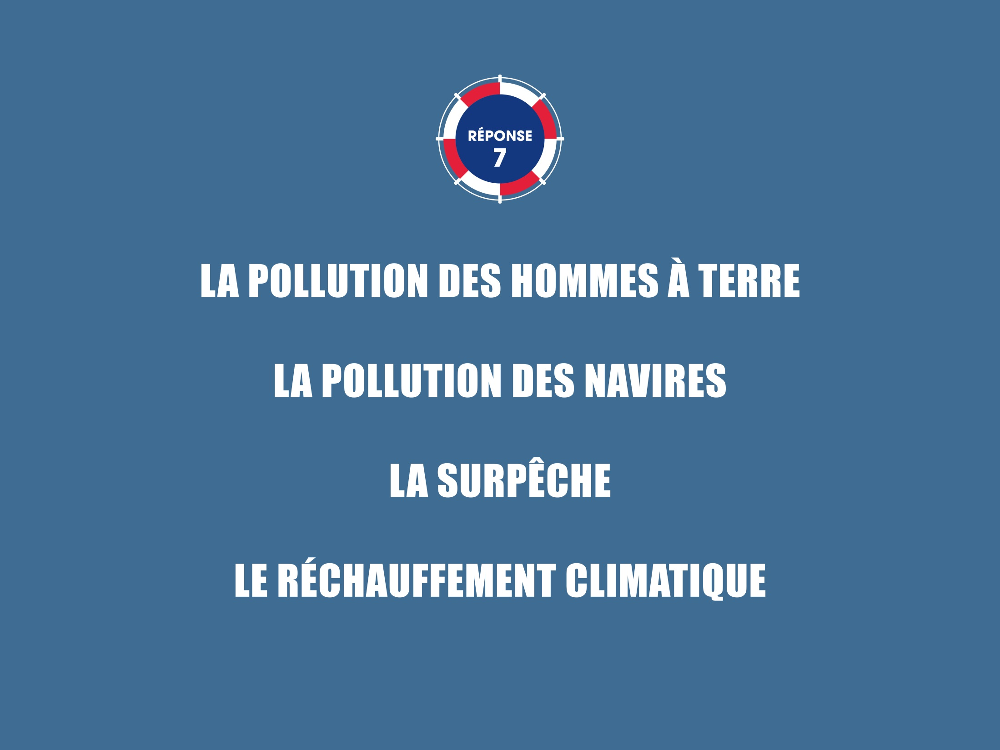 RÉPONSE
7
LA POLLUTION DES HOMMES À TERRE
LA POLLUTION DES NAVIRES
LA SURPÊCHE
LE RÉCHAUFFEMENT CLIMATIQUE